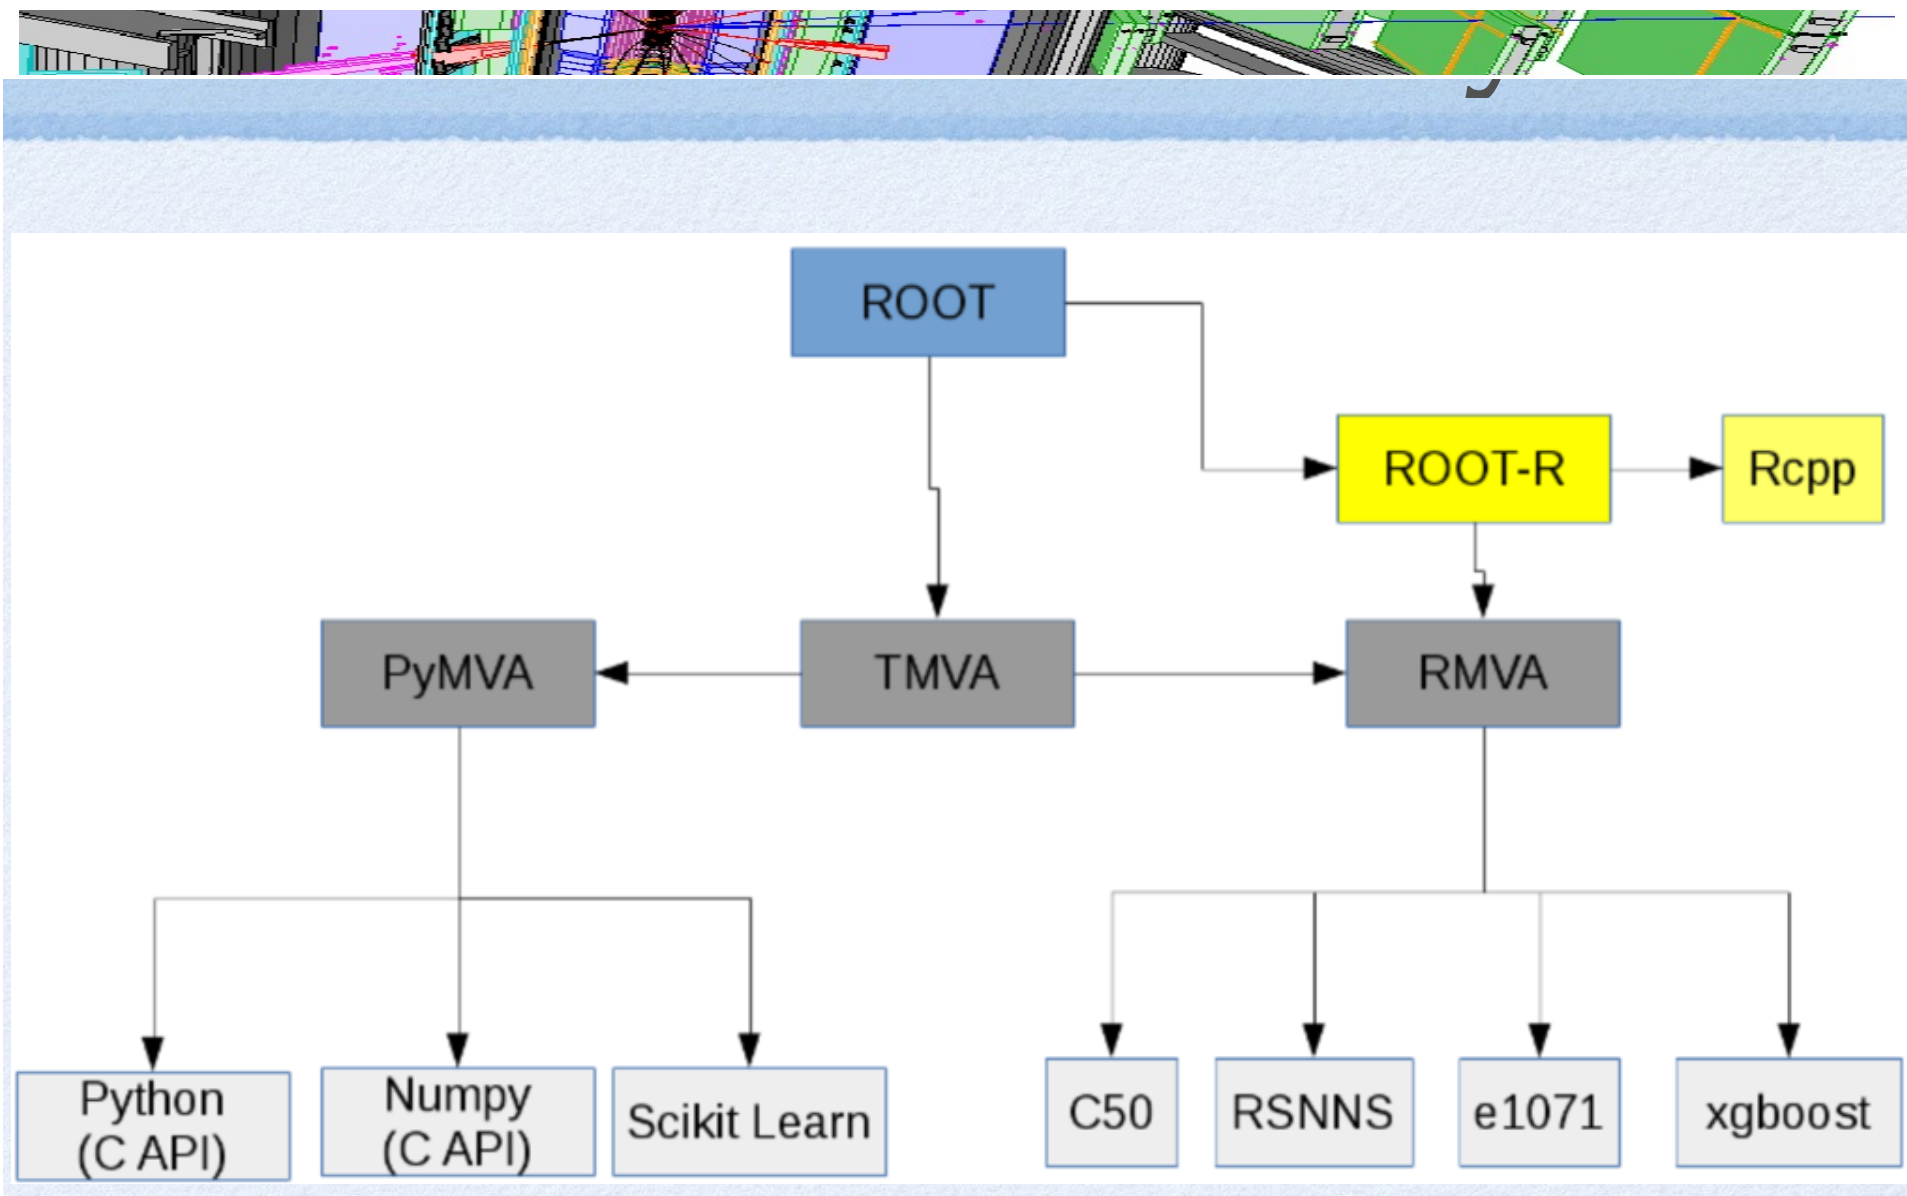 ROOT
ROOT-R
Rcpp
PyMVA
TMVA
RMVA
Python
(C API)
Numpy
(C API)
Scikit Learn
C50
RSNNS
e1071
xgboost